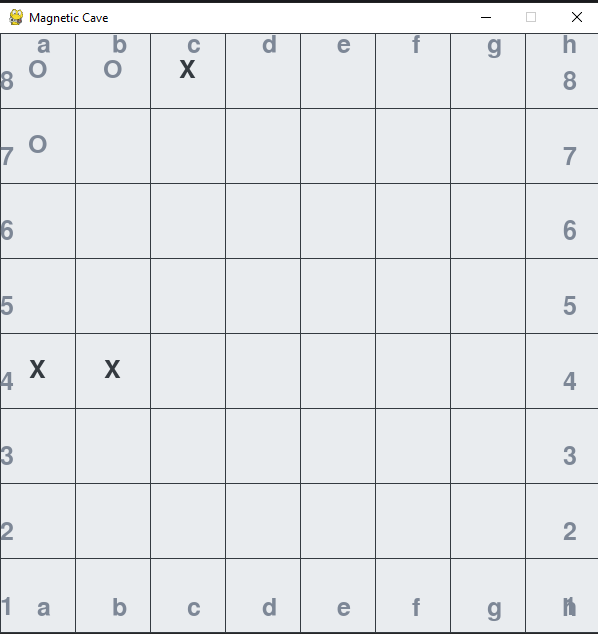 Magnetic Cave
a b c d e f g h
O O X
8 8
O
7 7
6 6
5 5
X X
4 4
3 3
2 2
1 a b c d e f g h